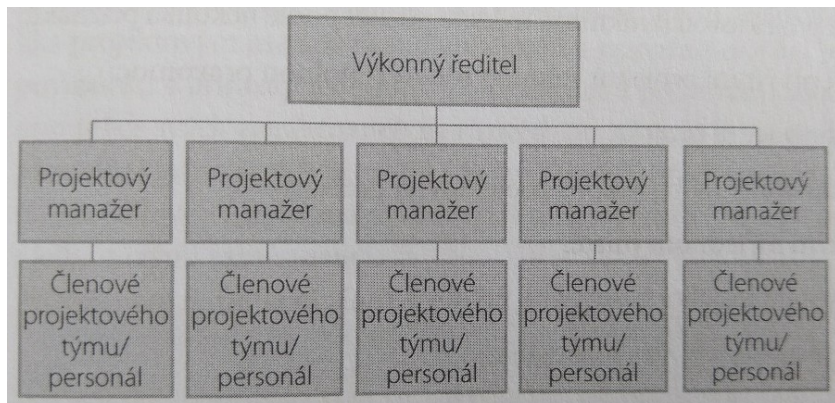 Výkonný ředitel
Projektový
manažer
Projektový
manažer
Projektový
manažer
Projektový
manažer
Projektový
manažer
Členové
projektového
týmu/
personál
Členové
projektového
týmu/
personál
Členové
projektového
týmu/
personál
Členové
projektového
týmu/
personál
Členové
projektového
týmu/
personál